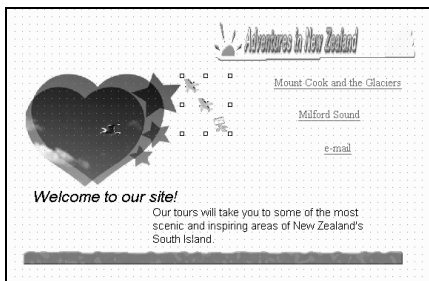 Adventures in New Zealand
Mount Cook and the Glaciers
Milford Sound
e-mail
Welcome to our site!
Our tours will take you to some of the most
scenic and inspiring areas of New Zealand's
South Island.